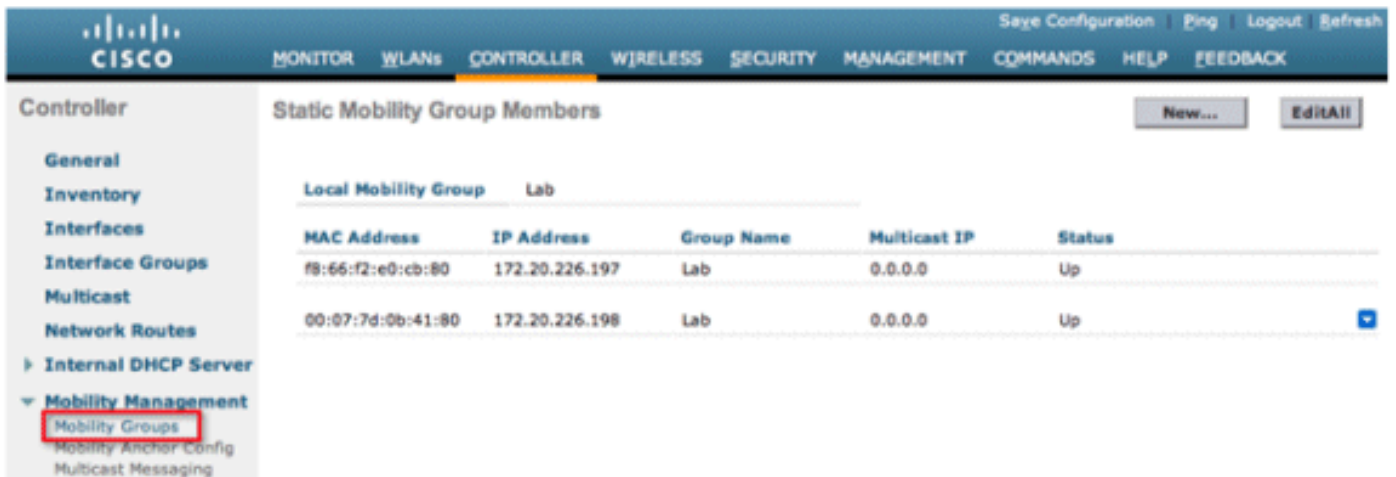 Save Configuration | Ping | Logout | Refresh
CISCO
MONITOR WLANs CONTROLLER WIRELESS SECURITY MANAGEMENT COMMANDS HELP FEEDBACK
Controller
General
Inventory
Interfaces
Interface Groups
Multicast
Network Routes
Internal DHCP Server
Mobility Management
Mobility Groups
Mobility Anchor Config
Multicast Messaging
Static Mobility Group Members
New...
EditAll
Local Mobility Group Lab
MAC Address IP Address Group Name Multicast IP Status
f8:66:f2:e0:cb:80 172.20.226.197 Lab 0.0.0.0 Up
00:07:7d:0b:41:80 172.20.226.198 Lab 0.0.0.0 Up